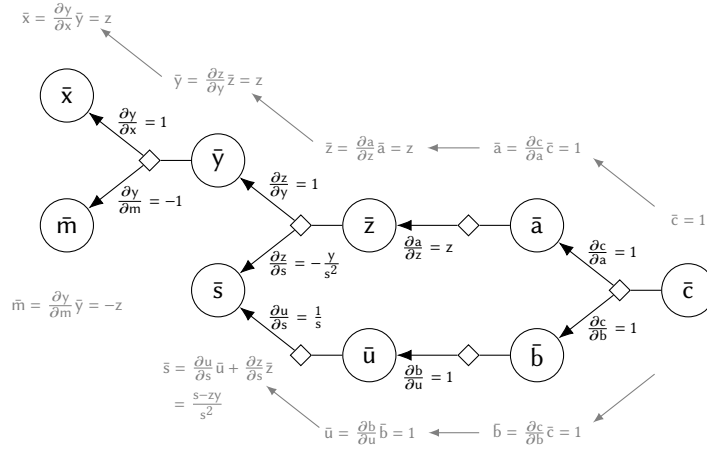 x̄ = ∂y/∂x ȳ = z
ȳ = ∂z/∂y z̄ = z
x̄
∂y/∂x = 1
z̄ = ∂a/∂z ā = z
ā = ∂c/∂a c̄ = 1
ȳ
∂y/∂m = -1
∂z/∂y = 1
c̄ = 1
m̄
z̄
ā
∂z/∂s = -y/s²
∂a/∂z = z
∂c/∂a = 1
s̄
c̄
m̄ = ∂y/∂m ȳ = -z
∂u/∂s = 1/s
∂c/∂b = 1
ū
b̄
s̄ = ∂u/∂s ū + ∂z/∂s z̄
∂b/∂u = 1
= s-zy/s²
ū = ∂b/∂u b̄ = 1
b̄ = ∂c/∂b c̄ = 1